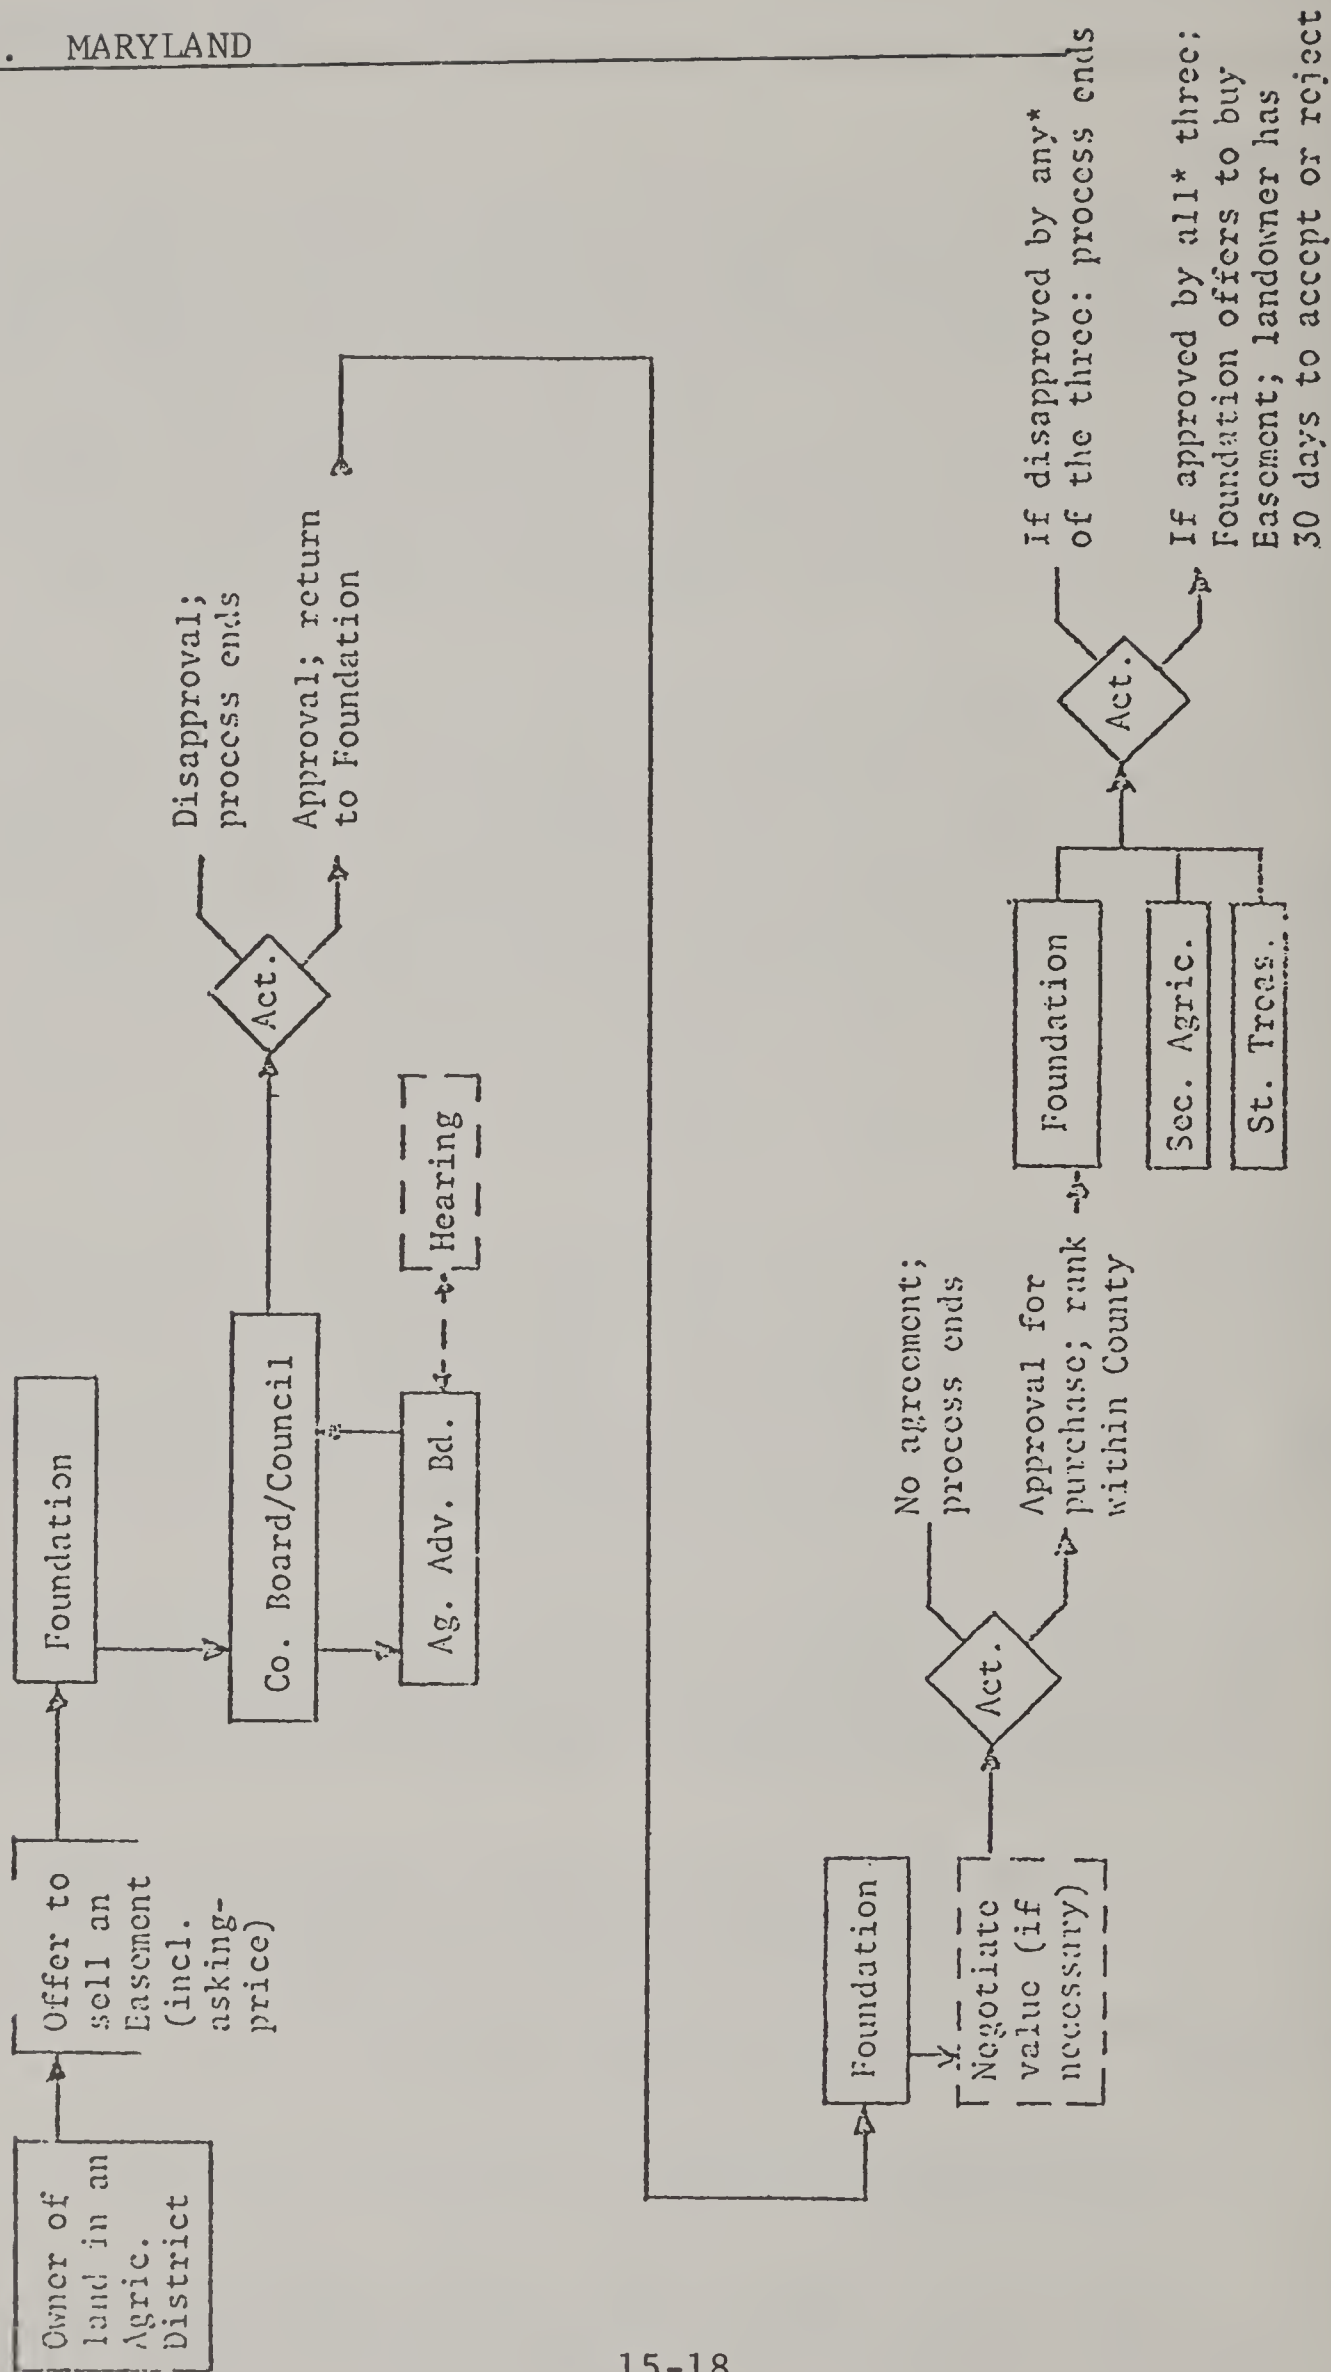 . MARYLAND
Owner of
land in an
Agric.
District
Offer to
sell an
Easement
(incl.
asking-
price)
Foundation
Co. Board/Council
Ag. Adv. Bd.
Hearing
Act.
Disapproval;
process ends
Approval; return
to Foundation
Foundation
Negotiate
value (if
necessary)
Act.
No agreement;
process ends
Approval for
purchase; rank
within County
Foundation
Sec. Agric.
St. Treas.
Act.
If disapproved by any*
of the three: process ends
If approved by all* three;
Foundation offers to buy
Easement; landowner has
30 days to accept or reject
15-18